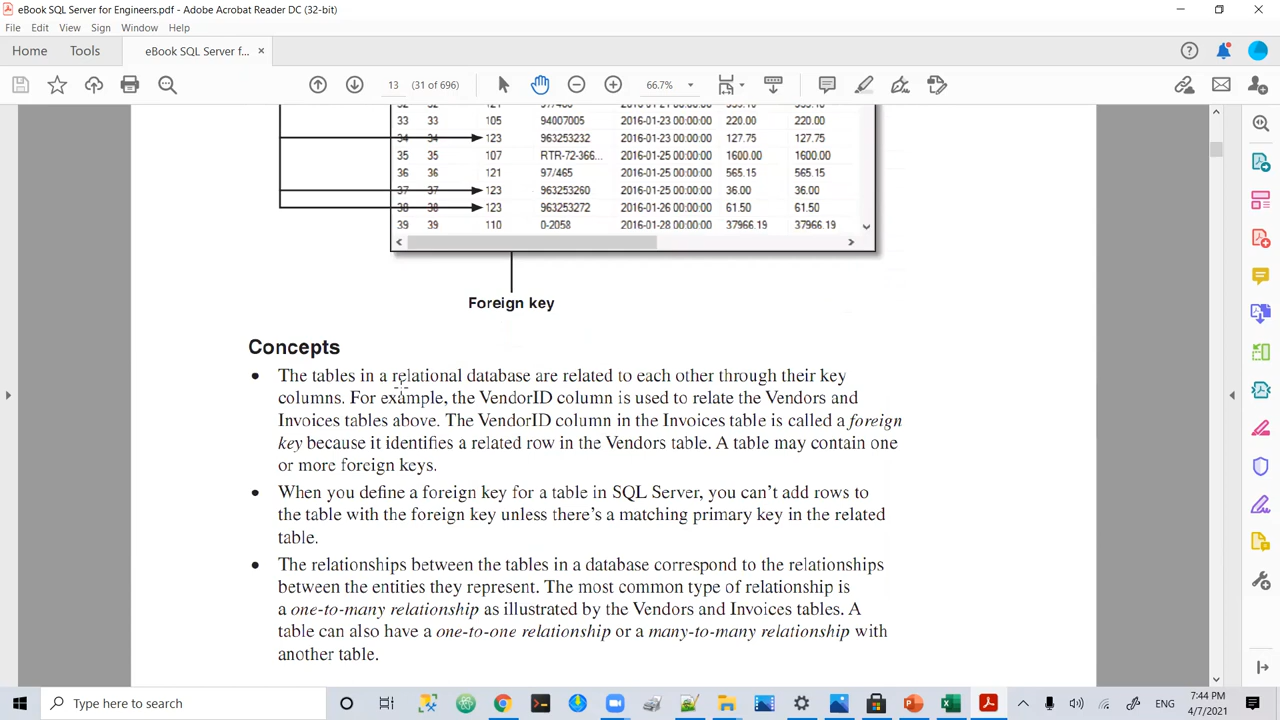 eBook SQL Server for Engineers.pdf - Adobe Acrobat Reader DC (32-bit)
File Edit View Sign Window Help
Home Tools eBook SQL Server f... ×
13 (31 of 696) 66.7%
33 33 105 94007005 2016-01-23 00:00:00 220.00 220.00
34 34 123 963253232 2016-01-23 00:00:00 127.75 127.75
35 35 107 RTR-72-366... 2016-01-25 00:00:00 1600.00 1600.00
36 36 121 97/465 2016-01-25 00:00:00 565.15 565.15
37 37 123 963253260 2016-01-25 00:00:00 36.00 36.00
38 38 123 963253272 2016-01-26 00:00:00 61.50 61.50
39 39 110 0-2058 2016-01-28 00:00:00 37966.19 37966.19
Foreign key
Concepts
• The tables in a relational database are related to each other through their key
columns. For example, the VendorID column is used to relate the Vendors and
Invoices tables above. The VendorID column in the Invoices table is called a foreign
key because it identifies a related row in the Vendors table. A table may contain one
or more foreign keys.
• When you define a foreign key for a table in SQL Server, you can't add rows to
the table with the foreign key unless there's a matching primary key in the related
table.
• The relationships between the tables in a database correspond to the relationships
between the entities they represent. The most common type of relationship is
a one-to-many relationship as illustrated by the Vendors and Invoices tables. A
table can also have a one-to-one relationship or a many-to-many relationship with
another table.
Type here to search
ENG
7:44 PM
4/7/2021